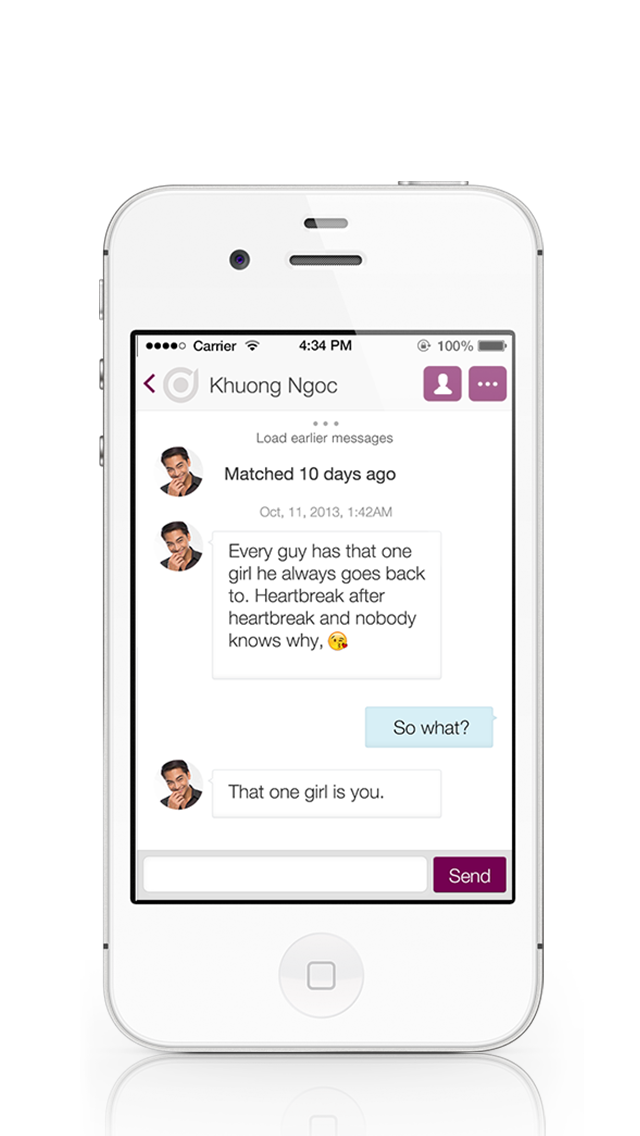 Carrier 4:34 PM 100%
Khuong Ngoc
Load earlier messages
Matched 10 days ago
Oct, 11, 2013, 1:42AM
Every guy has that one
girl he always goes back
to. Heartbreak after
heartbreak and nobody
knows why, 😘
So what?
That one girl is you.
Send